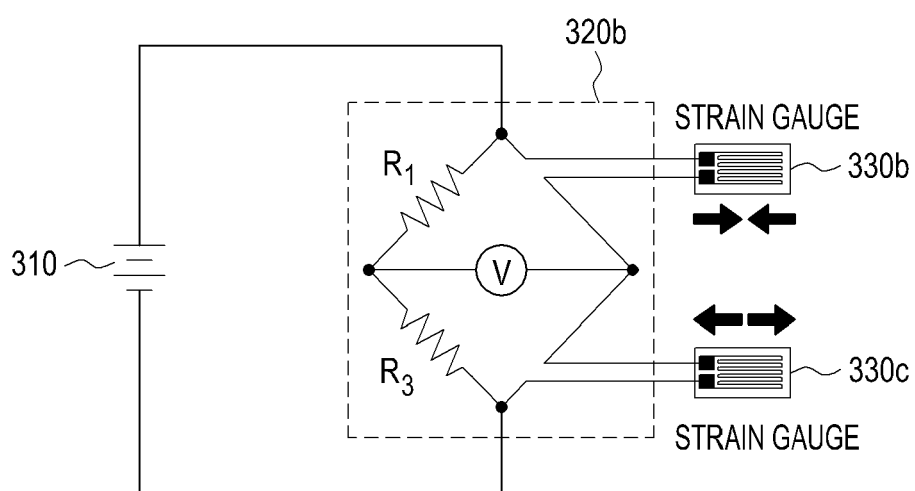 320b
STRAIN GAUGE
R1
330b
310
V
R3
330c
STRAIN GAUGE